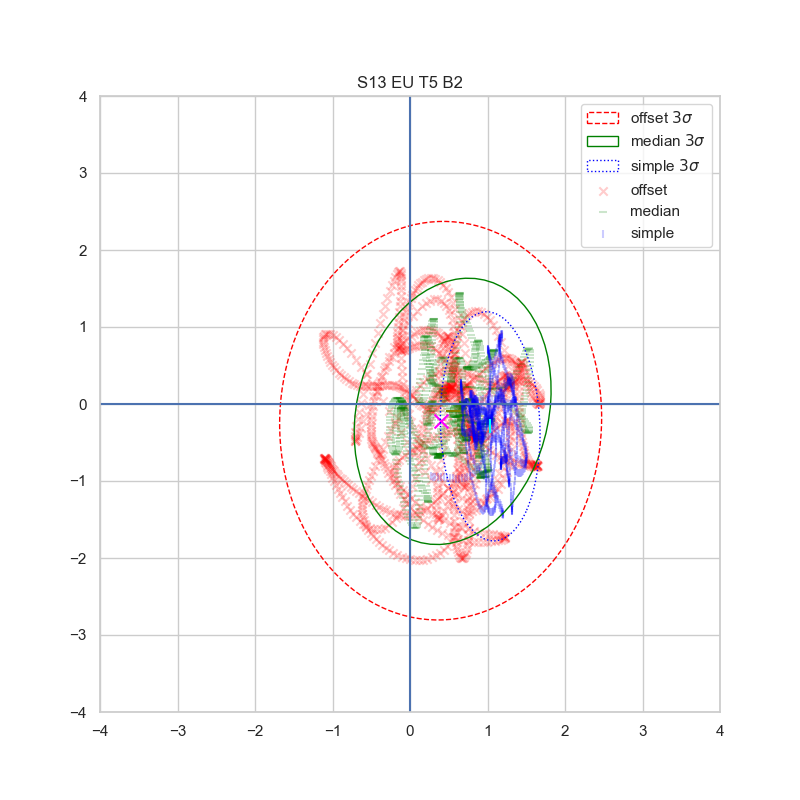 S13 EU T5 B2
4
3
2
1
0
−1
−2
−3
−4
−4
−3
−2
−1
0
1
2
3
4
offset 3σ
median 3σ
simple 3σ
offset
median
simple